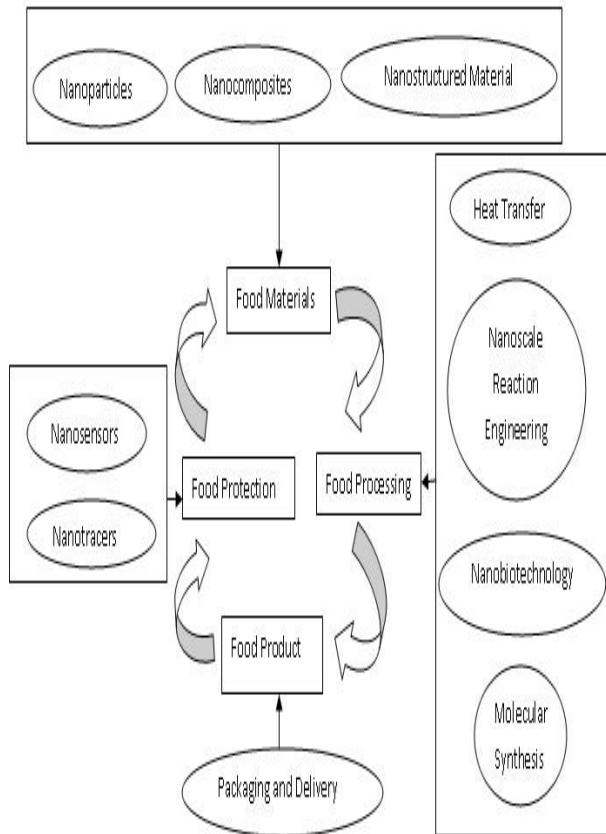 Nanoparticles
Nanocomposites
Nanostructured Material
Heat Transfer
Food Materials
Nanoscale
Reaction
Engineering
Nanosensors
Food Protection
Food Processing
Nanotracers
Nanobiotechnology
Food Product
Molecular
Synthesis
Packaging and Delivery